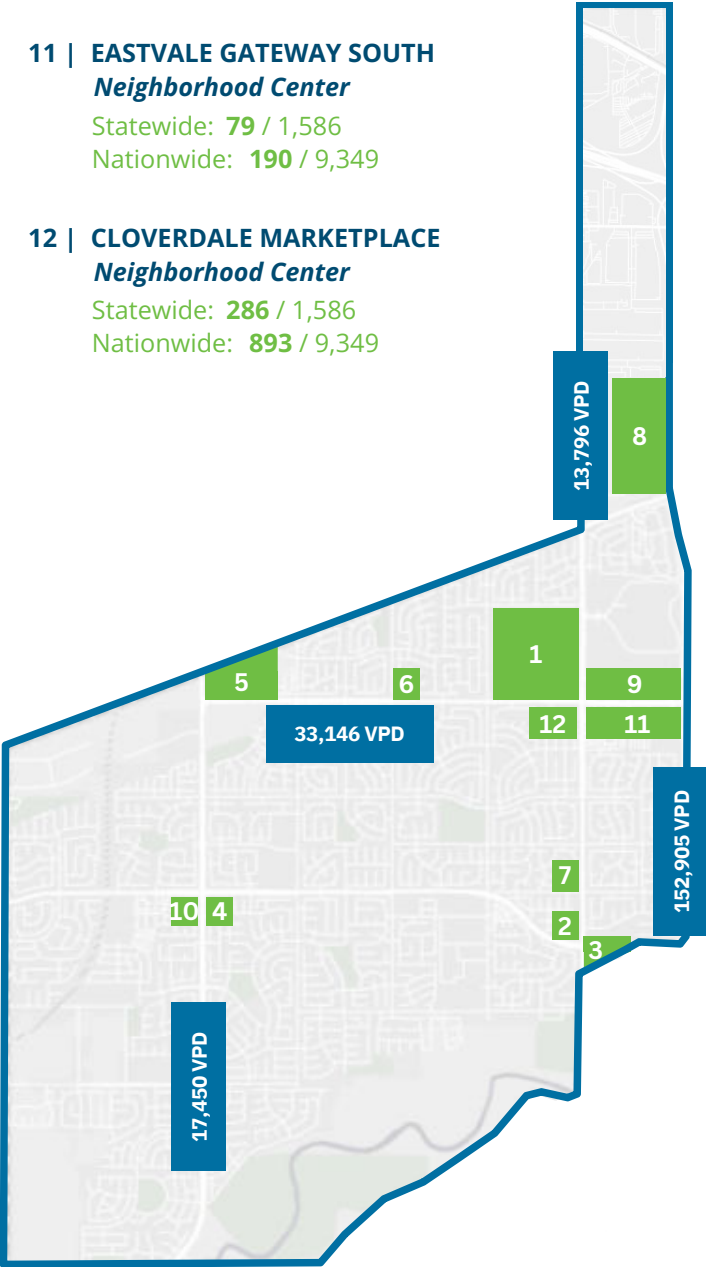 11 | EASTVALE GATEWAY SOUTH
Neighborhood Center
Statewide: 79 / 1,586
Nationwide: 190 / 9,349
12 | CLOVERDALE MARKETPLACE
Neighborhood Center
Statewide: 286 / 1,586
Nationwide: 893 / 9,349
13,796 VPD
8
1
5
6
9
33,146 VPD
12
11
152,905 VPD
7
10
4
2
3
17,450 VPD